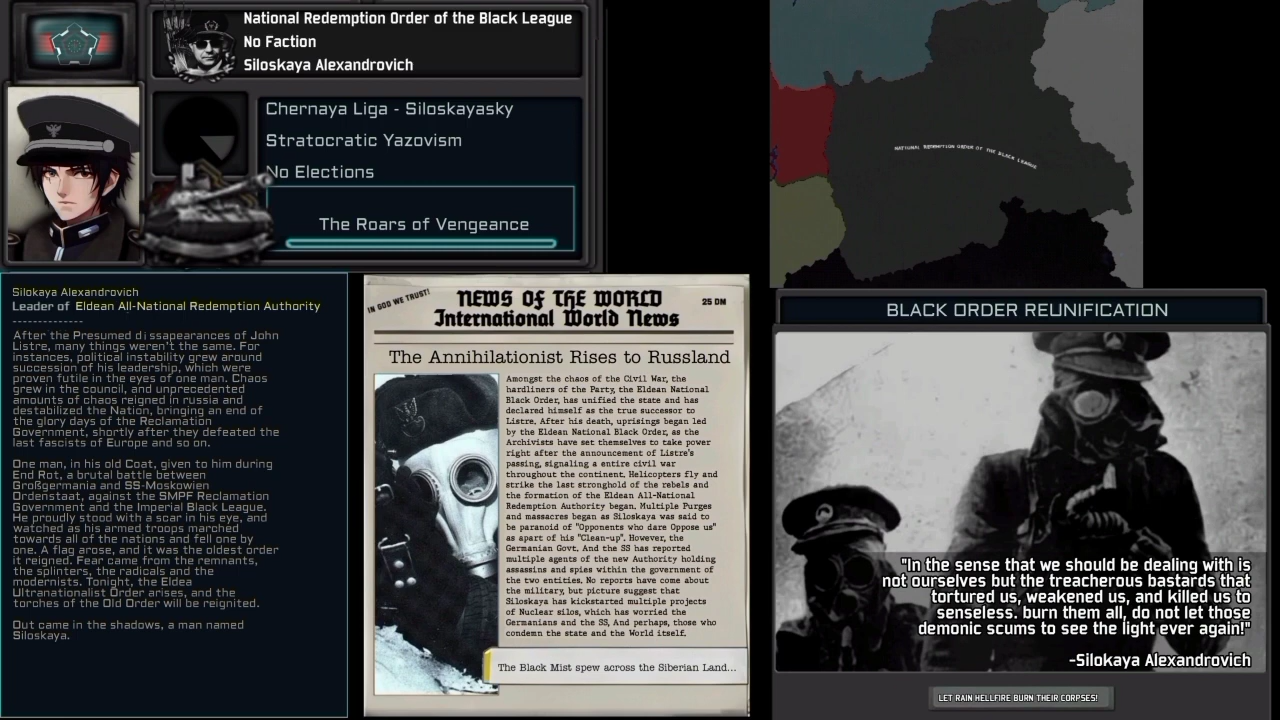 National Redemption Order of the Black League
No Faction
Siloskaya Alexandrovich
Chernaya Liga - Siloskayasky
Stratocratic Yazovism
No Elections
The Roars of Vengeance
NATIONAL REDEMPTION ORDER OF THE BLACK LEAGUE
Silokaya Alexandrovich
Leader of Eldean All-National Redemption Authority
--------------
After the Presumed dissapearances of John
Listre, many things weren't the same. For
instances, political instability grew around
succession of his leadership, which were
proven futile in the eyes of one man. Chaos
grew in the council, and unprecedented
amounts of chaos reigned in russia and
destabilized the Nation, bringing an end of
the glory days of the Reclamation
Government, shortly after they defeated the
last fascists of Europe and so on.
One man, in his old Coat, given to him during
End Rot, a brutal battle between
Großgermania and SS-Moskowien
Ordenstaat, against the SMPF Reclamation
Government and the Imperial Black League.
He proudly stood with a scar in his eye, and
watched as his armed troops marched
towards all of the nations and fell one by
one. A flag arose, and it was the oldest order
it reigned. Fear came from the remnants,
the splinters, the radicals and the
modernists. Tonight, the Eldea
Ultranationalist Order arises, and the
torches of the Old Order will be reignited.
Out came in the shadows, a man named
Siloskaya.
IN GOD WE TRUST!
NEWS OF THE WORLD
25 DM
International World News
The Annihilationist Rises to Russland
Amongst the chaos of the Civil War, the
hardliners of the Party, the Eldean National
Black Order, has unified the state and has
declared himself as the true successor to
Listre. After his death, uprisings began led
by the Eldean National Black Order, as the
Archivists have set themselves to take power
right after the announcement of Listre's
passing, signaling a entire civil war
throughout the continent. Helicopters fly and
strike the last stronghold of the rebels and
the formation of the Eldean All-National
Redemption Authority began. Multiple Purges
and massacres began as Siloskaya was said to
be paranoid of "Opponents who dare Oppose us"
as apart of his "Clean-up". However, the
Germanian Govt. And the SS has reported
multiple agents of the new Authority holding
assassins and spies within the government of
the two entities. No reports have come about
the military, but picture suggest that
Siloskaya has kickstarted multiple projects
of Nuclear silos, which has worried the
Germanians and the SS, And perhaps, those who
condemn the state and the World itself.
The Black Mist spew across the Siberian Land...
BLACK ORDER REUNIFICATION
"In the sense that we should be dealing with is
not ourselves but the treacherous bastards that
tortured us, weakened us, and killed us to
senseless. burn them all, do not let those
demonic scums to see the light ever again!"
-Silokaya Alexandrovich
LET RAIN HELLFIRE BURN THEIR CORPSES!